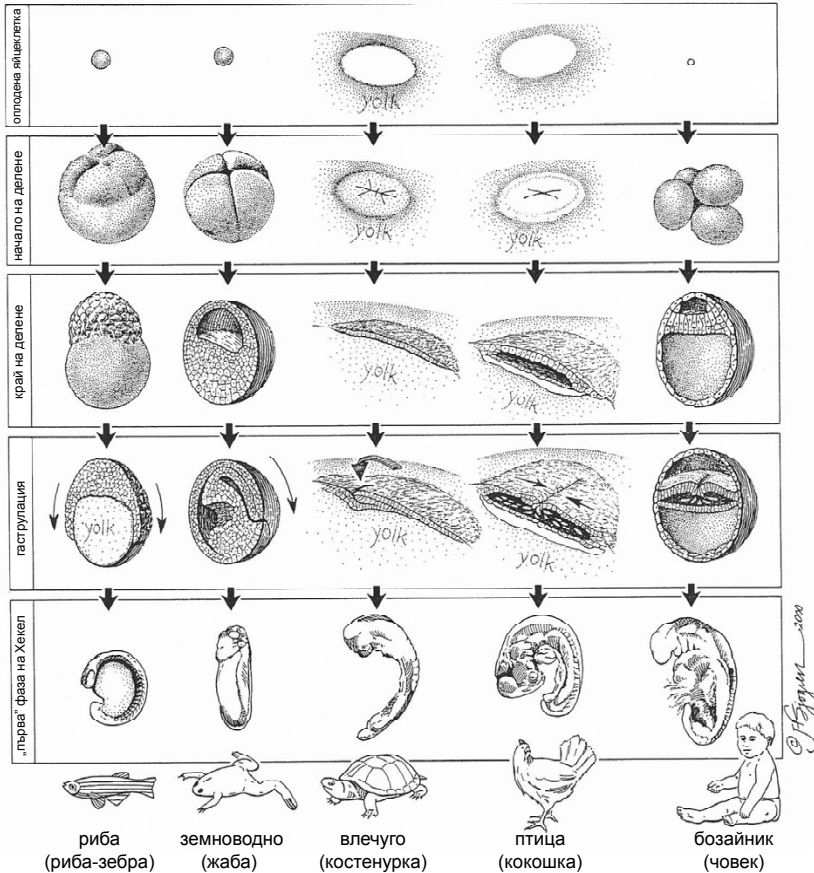 оплодена яйцеклетка
yolk
начало на делене
yolk
yolk
край на делене
yolk
yolk
гаструлация
yolk
yolk
yolk
„първа” фаза на Хекел
2000
риба
(риба-зебра)
земноводно
(жаба)
влечуго
(костенурка)
птица
(кокошка)
бозайник
(човек)